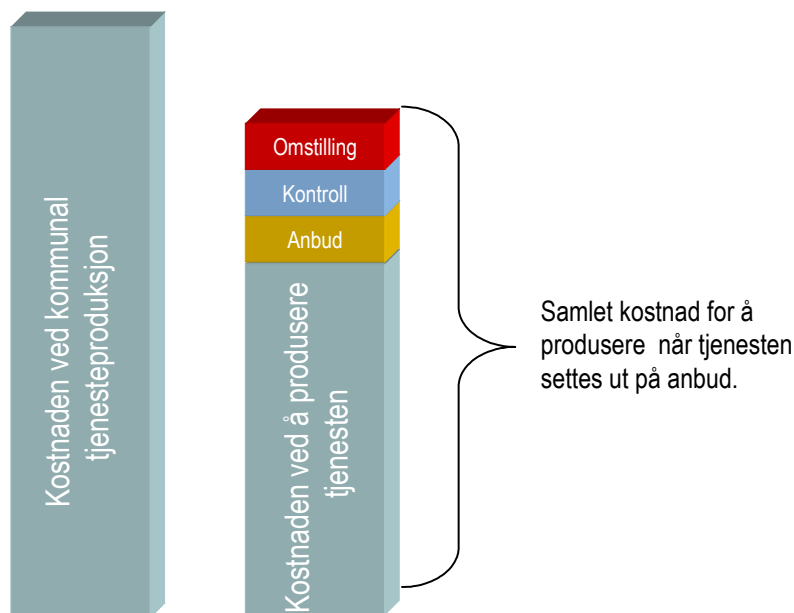 Kostnaden ved kommunal
tjenesteproduksjon
Omstilling
Kontroll
Anbud
Kostnaden ved å produsere
tjenesten
Samlet kostnad for å
produsere når tjenesten
settes ut på anbud.